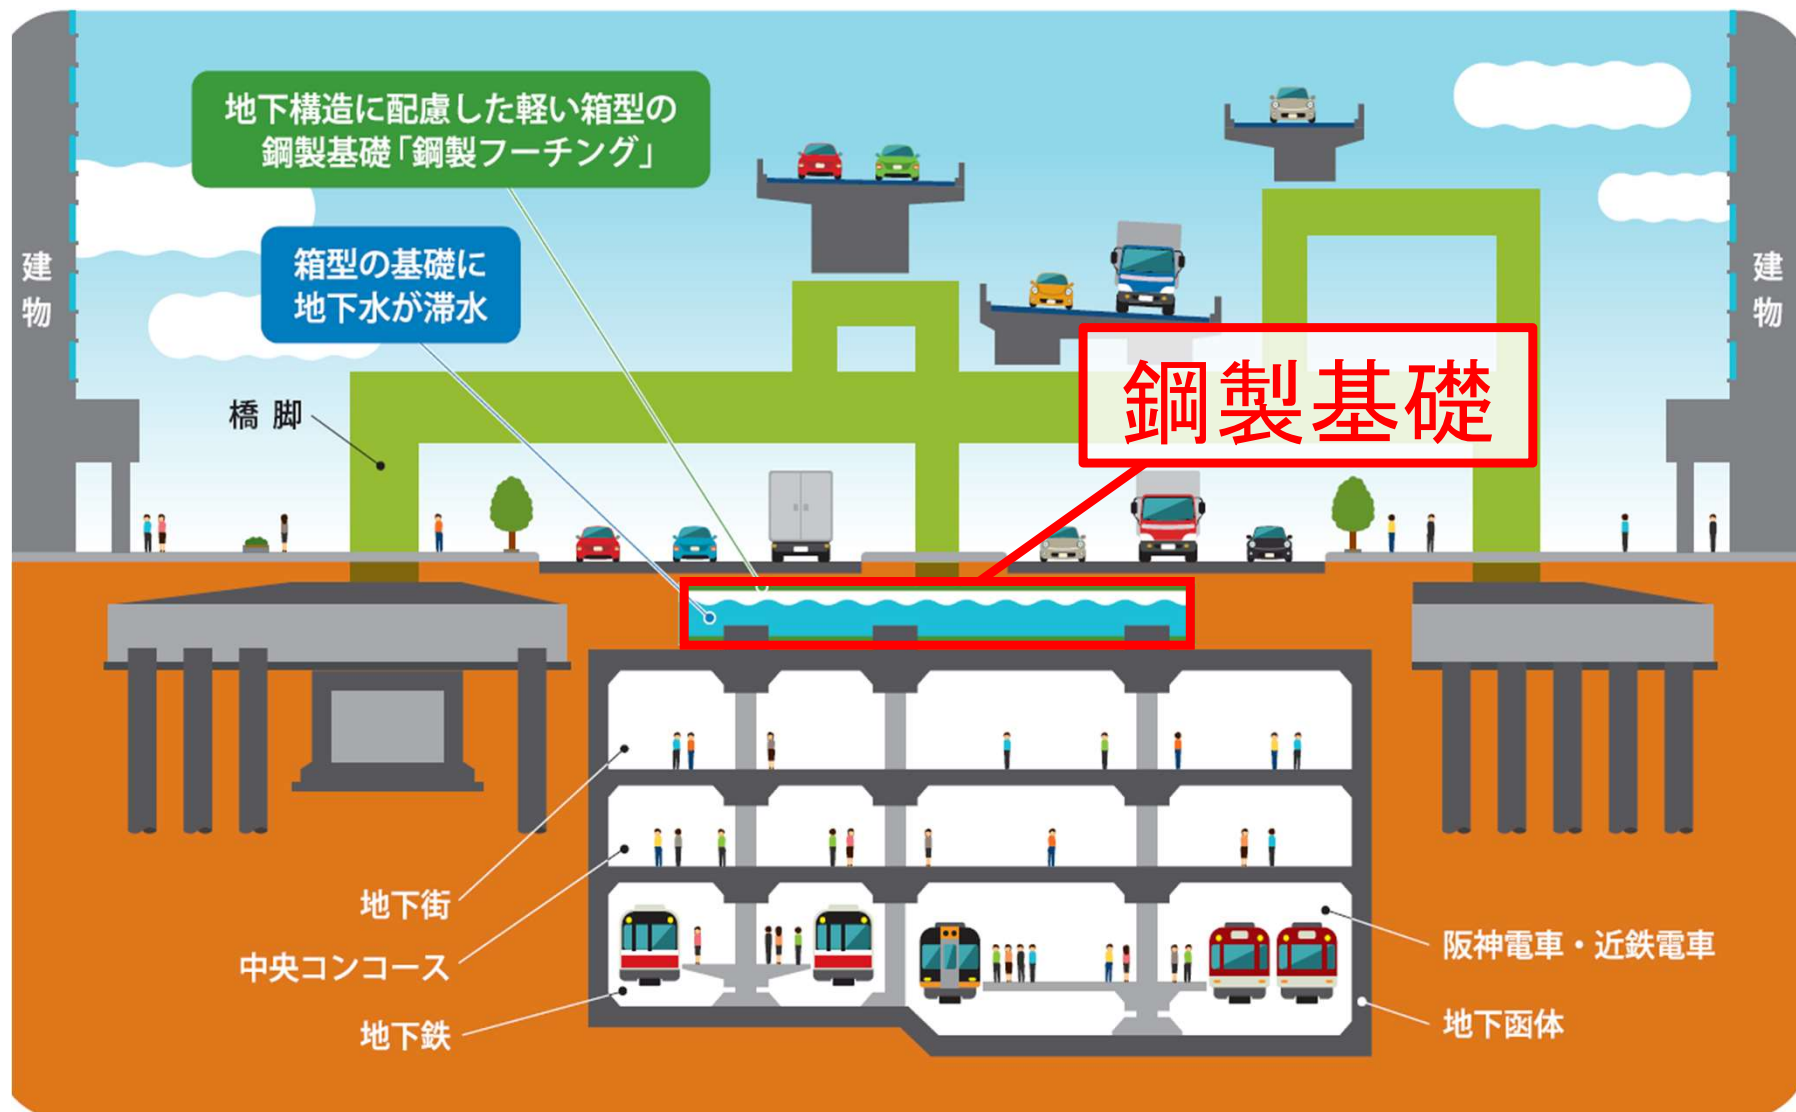 地下構造に配慮した軽い箱型の
鋼製基礎「鋼製フーチング」
箱型の基礎に
地下水が滞水
建物
建物
鋼製基礎
橋脚
地下街
中央コンコース
地下鉄
阪神電車・近鉄電車
地下函体